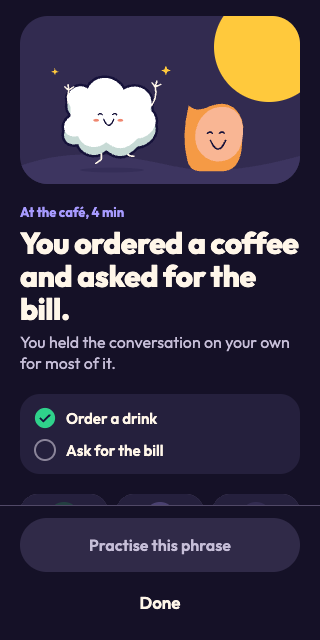 At the café, 4 min
You ordered a coffee
and asked for the
bill.
You held the conversation on your own
for most of it.
Order a drink
Ask for the bill
Practise this phrase
Done